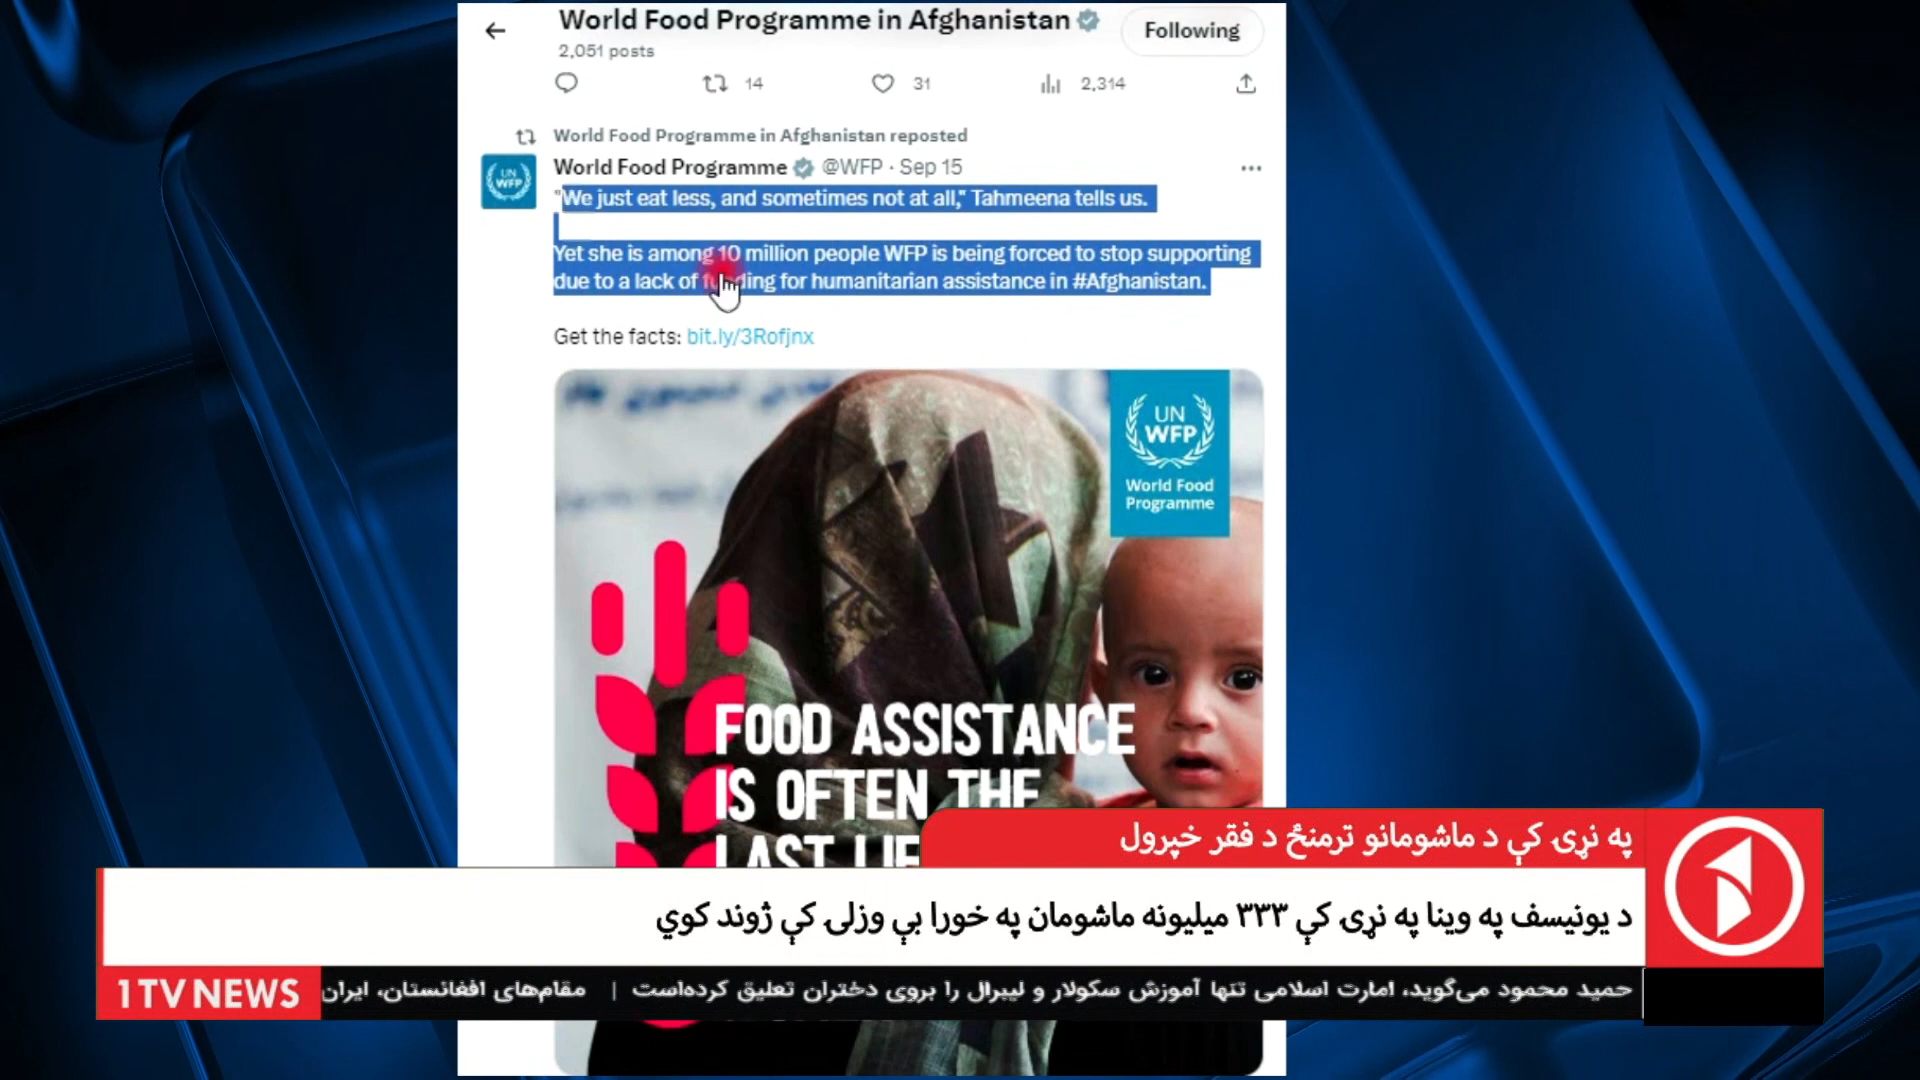 World Food Programme in Afghanistan
Following
2,051 posts
14
31
2,314
World Food Programme in Afghanistan reposted
World Food Programme @WFP · Sep 15
"We just eat less, and sometimes not at all," Tahmeena tells us.
Yet she is among 10 million people WFP is being forced to stop supporting
due to a lack of funding for humanitarian assistance in #Afghanistan.
Get the facts: bit.ly/3Rofjnx
UN
WFP
UN
WFP
World Food
Programme
FOOD ASSISTANCE
IS OFTEN THE
LAST
په نړۍ کې د ماشومانو ترمنځ د فقر خپرول
د یونیسف په وینا په نړۍ کې ۳۳۳ میلیونه ماشومان په خورا بې وزلۍ کې ژوند کوي
1TV NEWS
حمید محمود می‌گوید، امارت اسلامی تنها آموزش سکولار و لیبرال را بروی دختران تعلیق کرده‌است | مقام‌های افغانستان، ایران